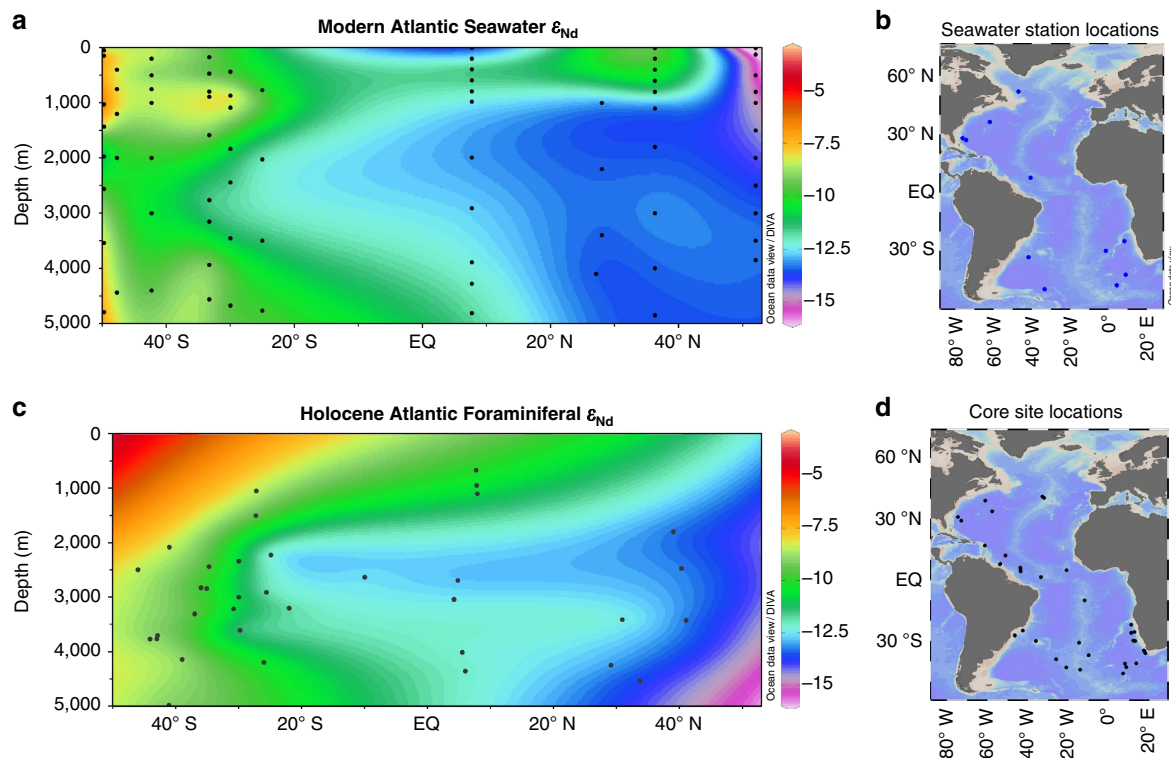 a
Modern Atlantic Seawater εNd
0
1,000
2,000
3,000
4,000
5,000
Depth (m)
40° S
20° S
EQ
20° N
40° N
Ocean data view / DIVA
−5
−7.5
−10
−12.5
−15
b
Seawater station locations
60° N
30° N
EQ
30° S
80° W
60° W
40° W
20° W
0°
20° E
Ocean data view
c
Holocene Atlantic Foraminiferal εNd
0
1,000
2,000
3,000
4,000
5,000
Depth (m)
40° S
20° S
EQ
20° N
40° N
Ocean data view / DIVA
−5
−7.5
−10
−12.5
−15
d
Core site locations
60 °N
30 °N
EQ
30 °S
80° W
60° W
40° W
20° W
0°
20° E